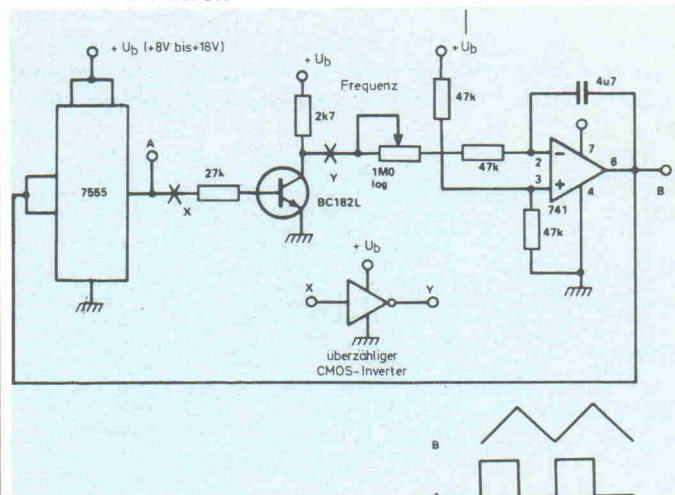 + Ub (+8V bis+18V)
+ Ub
+Ub
Frequenz
4u7
2k7
47k
A
7555
27k
X
Y
1M0
log
47k
2
3
7
6
4
741
B
BC182L
47k
+ Ub
X
Y
überzähliger
CMOS-Inverter
B